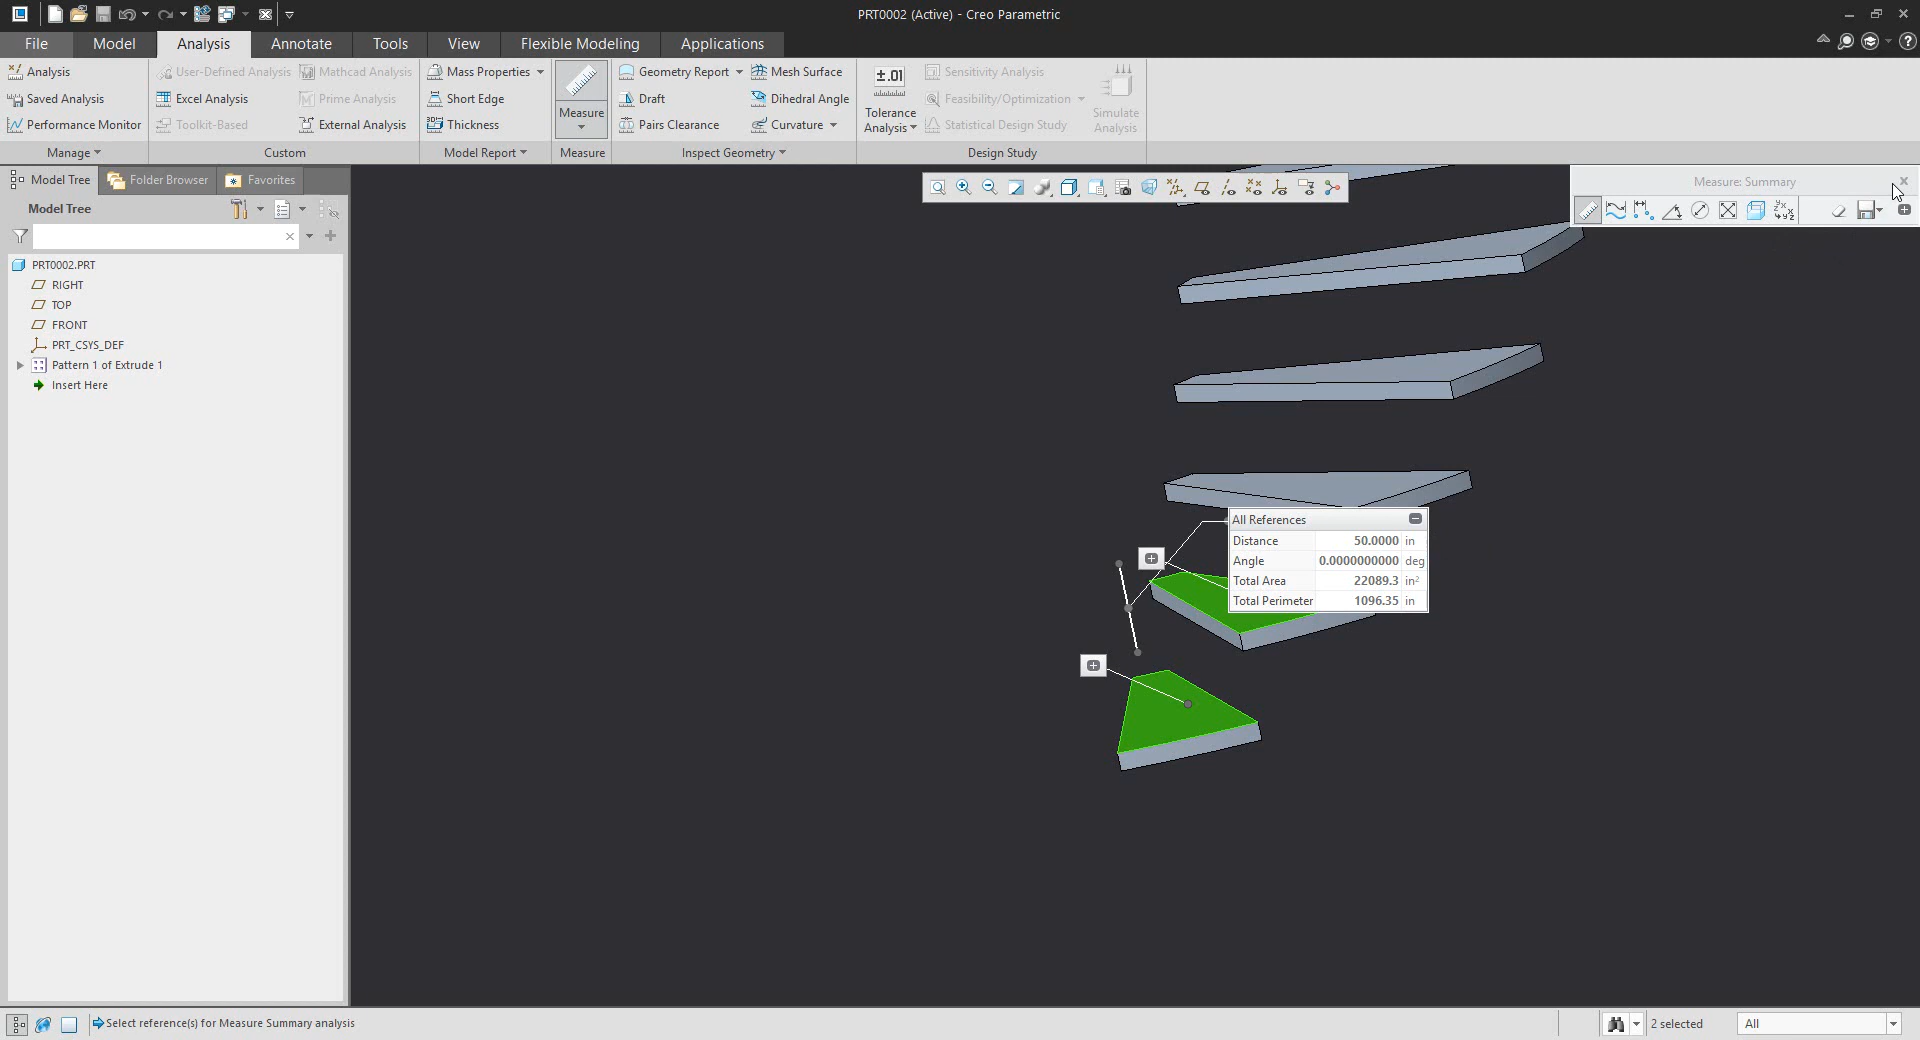 PRT0002 (Active) - Creo Parametric
File Model Analysis Annotate Tools View Flexible Modeling Applications
Analysis
Saved Analysis
Performance Monitor
Manage
User-Defined Analysis Mathcad Analysis
Excel Analysis Prime Analysis
Toolkit-Based External Analysis
Custom
Mass Properties
Short Edge
Thickness
Model Report
Measure
Measure
Geometry Report Mesh Surface
Draft Dihedral Angle
Pairs Clearance Curvature
Inspect Geometry
±.01
Tolerance
Analysis
Sensitivity Analysis
Feasibility/Optimization
Statistical Design Study
Simulate
Analysis
Design Study
Model Tree Folder Browser Favorites
Model Tree
PRT0002.PRT
RIGHT
TOP
FRONT
PRT_CSYS_DEF
Pattern 1 of Extrude 1
Insert Here
Measure: Summary
All References
Distance 50.0000 in
Angle 0.0000000000 deg
Total Area 22089.3 in²
Total Perimeter 1096.35 in
Select reference(s) for Measure Summary analysis
2 selected
All